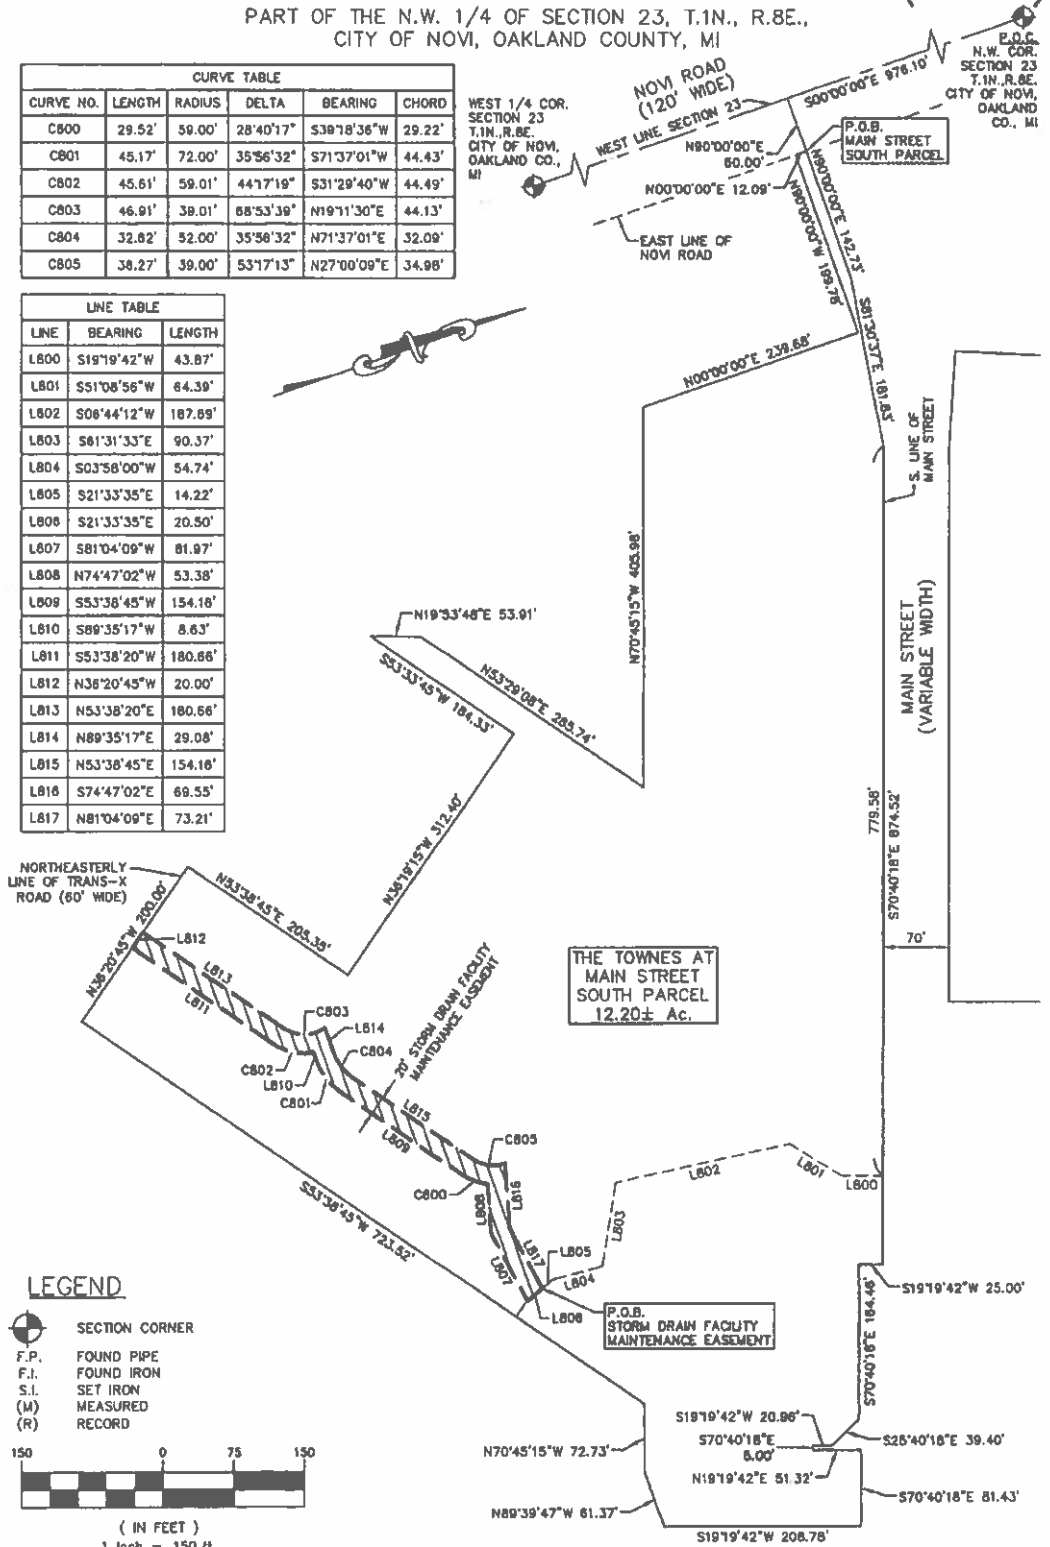 PART OF THE N.W. 1/4 OF SECTION 23, T.1N., R.8E.,
CITY OF NOVI, OAKLAND COUNTY, MI
CURVE TABLE
CURVE NO. LENGTH RADIUS DELTA BEARING CHORD
C800 29.52' 59.00' 28°40'17" S39°18'36"W 29.22'
C801 45.17' 72.00' 35°56'32" S71°37'01"W 44.43'
C802 45.61' 59.01' 44°17'19" S31°29'40"W 44.49'
C803 46.91' 39.01' 68°53'39" N19°11'30"E 44.13'
C804 32.62' 52.00' 35°56'32" N71°37'01"E 32.09'
C805 38.27' 39.00' 53°17'13" N27°00'09"E 34.98'
LINE TABLE
LINE BEARING LENGTH
L800 S19°19'42"W 43.87'
L801 S51°08'56"W 64.39'
L802 S06°44'12"W 187.89'
L803 S61°31'33"E 90.37'
L804 S03°58'00"W 54.74'
L805 S21°33'35"E 14.22'
L806 S21°33'35"E 20.50'
L807 S81°04'09"W 81.97'
L808 N74°47'02"W 53.38'
L809 S53°38'45"W 154.16'
L810 S89°35'17"W 8.63'
L811 S53°38'20"W 180.66'
L812 N36°20'45"W 20.00'
L813 N53°38'20"E 180.66'
L814 N89°35'17"E 29.08'
L815 N53°38'45"E 154.16'
L816 S74°47'02"E 69.55'
L817 N81°04'09"E 73.21'
WEST 1/4 COR.
SECTION 23
T.1N.,R.8E.
CITY OF NOVI,
OAKLAND CO.,
MI
NOVI ROAD
(120' WIDE)
WEST LINE SECTION 23
S00°00'00"E 976.10'
P.O.C.
N.W. COR.
SECTION 23
T.1N.,R.8E.
CITY OF NOVI,
OAKLAND
CO., MI
N90°00'00"E
60.00'
P.O.B.
MAIN STREET
SOUTH PARCEL
N00°00'00"E 12.09'
N90°00'00"E 142.73'
N90°00'00"W 199.78'
EAST LINE OF
NOVI ROAD
S81°30'37"E 181.83'
N00°00'00"E 239.68'
S. LINE OF
MAIN STREET
N70°45'15"W 405.98'
MAIN STREET
(VARIABLE WIDTH)
N19°53'48"E 53.91'
S53°33'45"W 184.33'
N53°29'08"E 285.74'
N36°19'15"W 312.40'
779.58'
S70°40'18"E 874.52'
70'
NORTHEASTERLY
LINE OF TRANS-X
ROAD (60' WIDE)
N36°20'45"W 200.00'
N53°38'45"E 205.35'
L812
L813
L811
C803
L814
C804
C802
L810
C801
20' STORM DRAIN FACILITY
MAINTENANCE EASEMENT
THE TOWNES AT
MAIN STREET
SOUTH PARCEL
12.20± Ac.
L815
L809
C805
C800
L808
L816
L807
L817
L805
L804
L803
L802
L801
L800
L806
S53°38'45"W 723.52'
P.O.B.
STORM DRAIN FACILITY
MAINTENANCE EASEMENT
S19°19'42"W 25.00'
S70°40'18"E 164.46'
S19°19'42"W 20.96'
S70°40'18"E
6.00'
S25°40'18"E 39.40'
N19°19'42"E 51.32'
N70°45'15"W 72.73'
N89°39'47"W 61.37'
S70°40'18"E 81.43'
S19°19'42"W 208.78'
LEGEND
SECTION CORNER
F.P. FOUND PIPE
F.I. FOUND IRON
S.I. SET IRON
(M) MEASURED
(R) RECORD
150 0 75 150
( IN FEET )
1 inch = 150 ft.